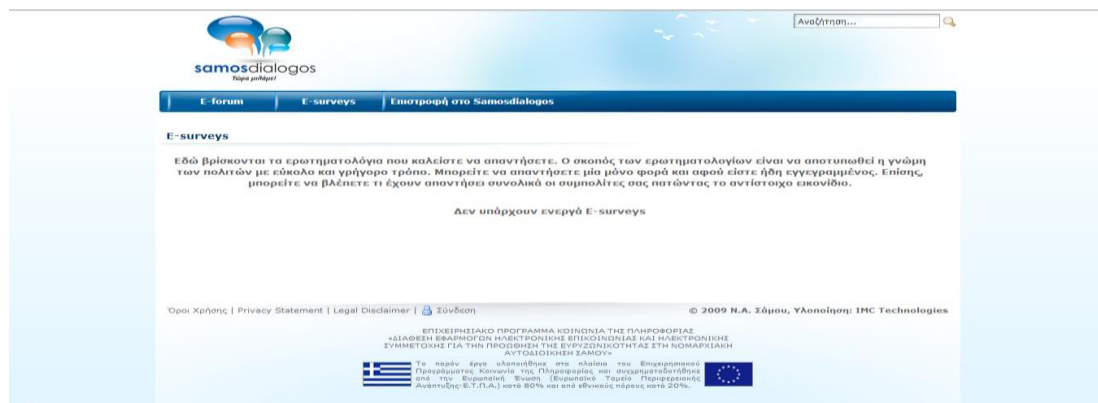 Αναζήτηση...
samosdialogos
Τώρα μιλάμε!
E-forum
E-surveys
Επιστροφή στο Samosdialogos
E-surveys
Εδώ βρίσκονται τα ερωτηματολόγια που καλείστε να απαντήσετε. Ο σκοπός των ερωτηματολογίων είναι να αποτυπωθεί η γνώμη
των πολιτών με εύκολο και γρήγορο τρόπο. Μπορείτε να απαντήσετε μία μόνο φορά και αφού είστε ήδη εγγεγραμμένος. Επίσης,
μπορείτε να βλέπετε τι έχουν απαντήσει συνολικά οι συμπολίτες σας πατώντας το αντίστοιχο εικονίδιο.
Δεν υπάρχουν ενεργά E-surveys
Όροι Χρήσης | Privacy Statement | Legal Disclaimer | Σύνδεση
© 2009 Ν.Α. Σάμου, Υλοποίηση: IMC Technologies
ΕΠΙΧΕΙΡΗΣΙΑΚΟ ΠΡΟΓΡΑΜΜΑ ΚΟΙΝΩΝΙΑ ΤΗΣ ΠΛΗΡΟΦΟΡΙΑΣ
«ΔΙΑΘΕΣΗ ΕΦΑΡΜΟΓΩΝ ΗΛΕΚΤΡΟΝΙΚΗΣ ΕΠΙΚΟΙΝΩΝΙΑΣ ΚΑΙ ΗΛΕΚΤΡΟΝΙΚΗΣ
ΣΥΜΜΕΤΟΧΗΣ ΓΙΑ ΤΗΝ ΠΡΟΩΘΗΣΗ ΤΗΣ ΕΥΡΥΖΩΝΙΚΟΤΗΤΑΣ ΣΤΗ ΝΟΜΑΡΧΙΑΚΗ
ΑΥΤΟΔΙΟΙΚΗΣΗ ΣΑΜΟΥ»
Το παρόν έργο υλοποιήθηκε στα πλαίσια του Επιχειρησιακού
Προγράμματος Κοινωνία της Πληροφορίας και συγχρηματοδοτήθηκε
από την Ευρωπαϊκή Ένωση (Ευρωπαϊκό Ταμείο Περιφερειακής
Ανάπτυξης-Ε.Τ.Π.Α.) κατά 80% και από εθνικούς πόρους κατά 20%.